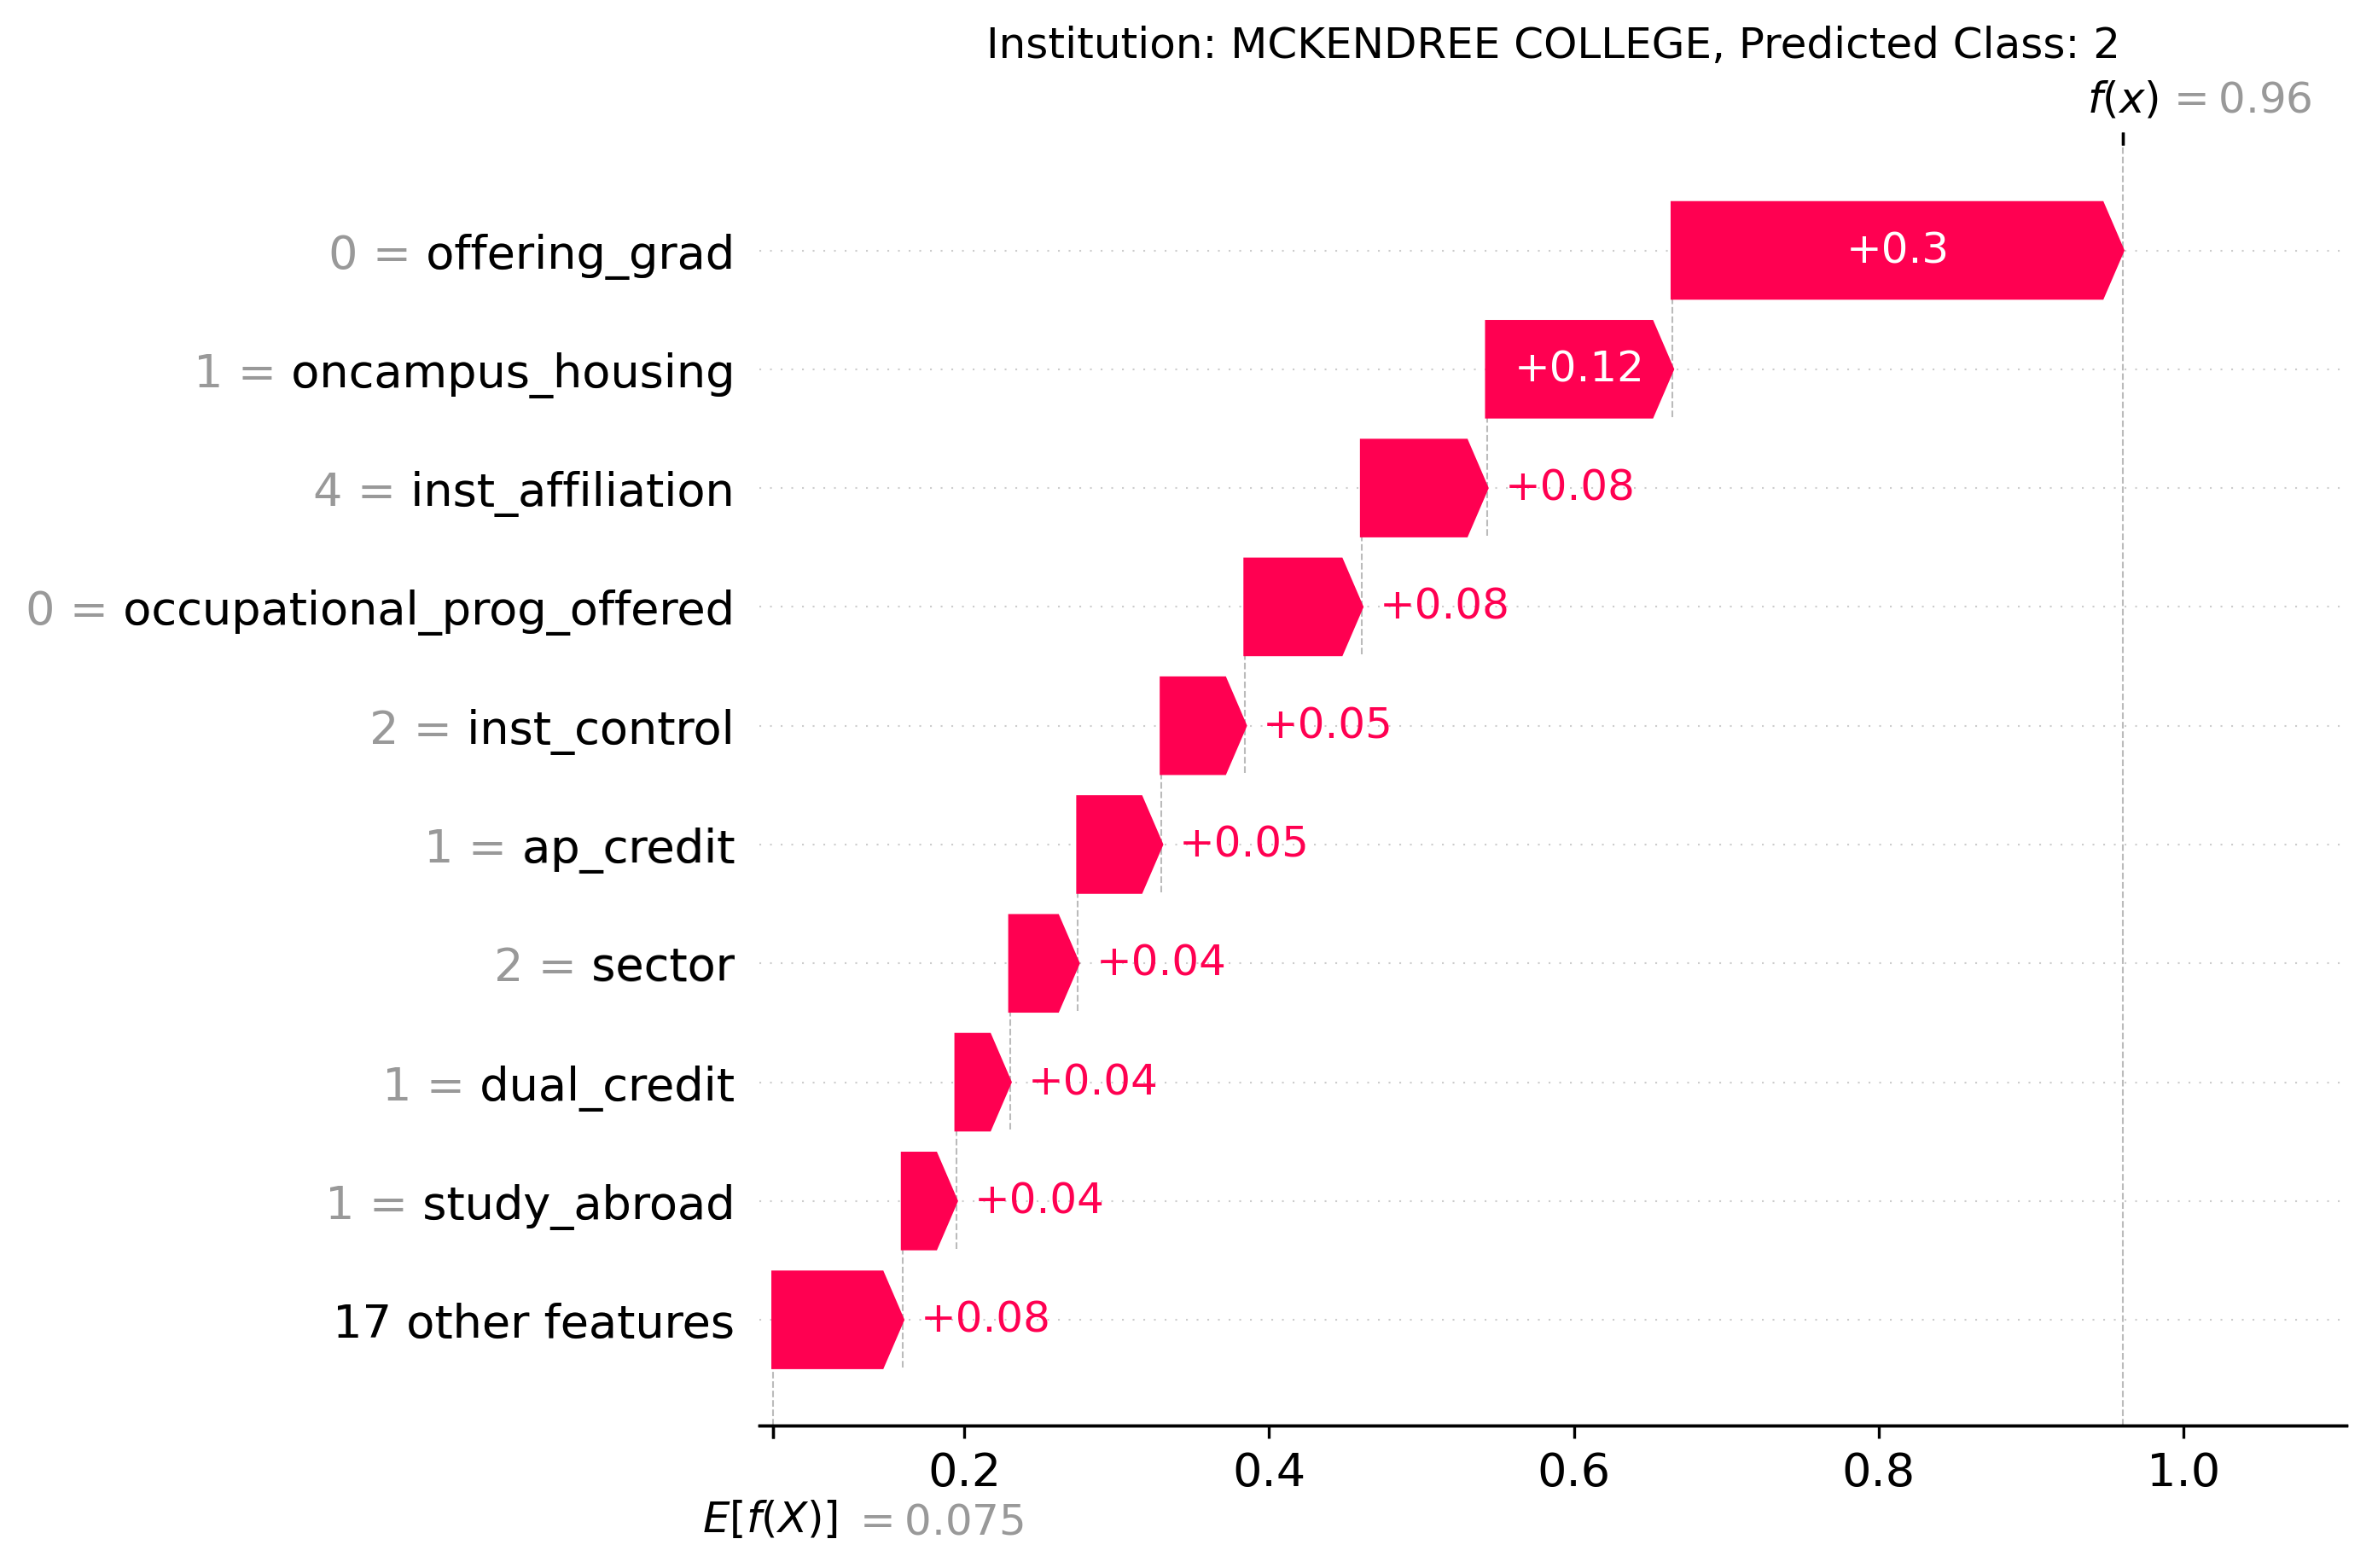 Institution: MCKENDREE COLLEGE, Predicted Class: 2
f(x) = 0.96
0 = offering_grad +0.3
1 = oncampus_housing +0.12
4 = inst_affiliation +0.08
0 = occupational_prog_offered +0.08
2 = inst_control +0.05
1 = ap_credit +0.05
2 = sector +0.04
1 = dual_credit +0.04
1 = study_abroad +0.04
17 other features +0.08
0.2 0.4 0.6 0.8 1.0
E[f(X)] = 0.075